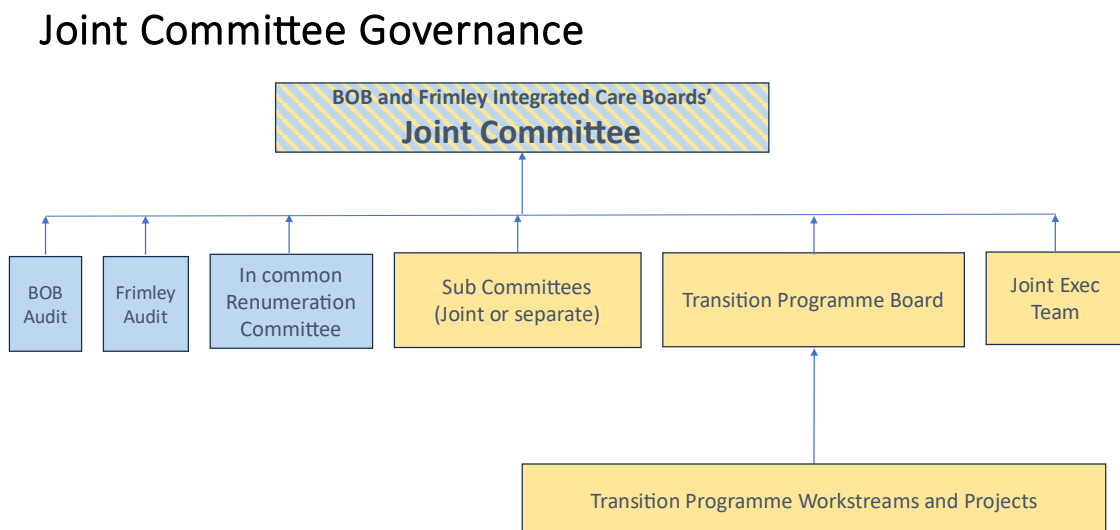 Joint Committee Governance
BOB and Frimley Integrated Care Boards’
Joint Committee
BOB
Audit
Frimley
Audit
In common
Renumeration
Committee
Sub Committees
(Joint or separate)
Transition Programme Board
Joint Exec
Team
Transition Programme Workstreams and Projects